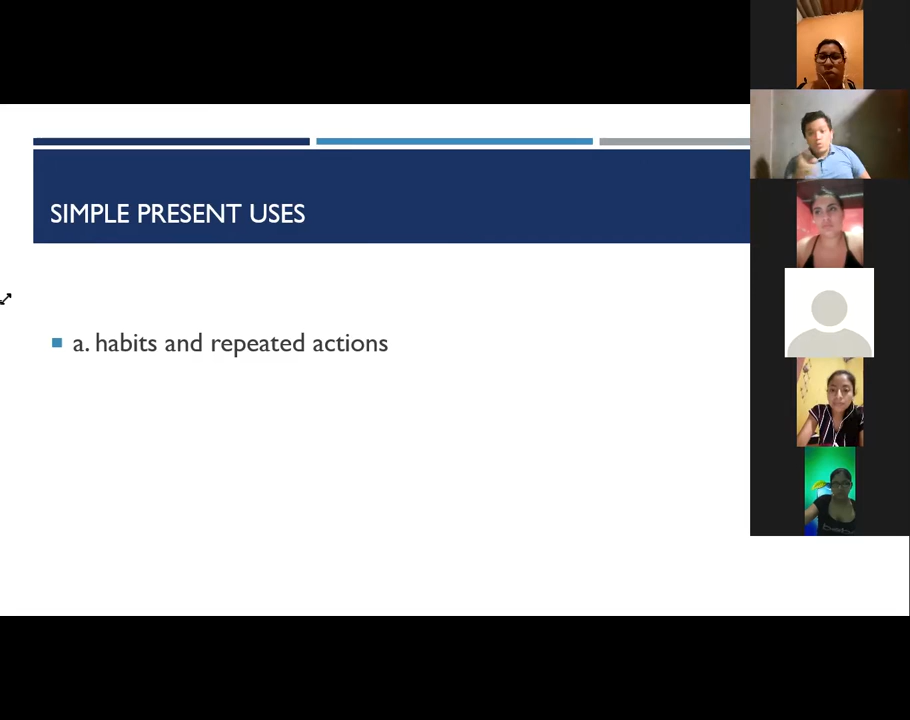 SIMPLE PRESENT USES
a. habits and repeated actions